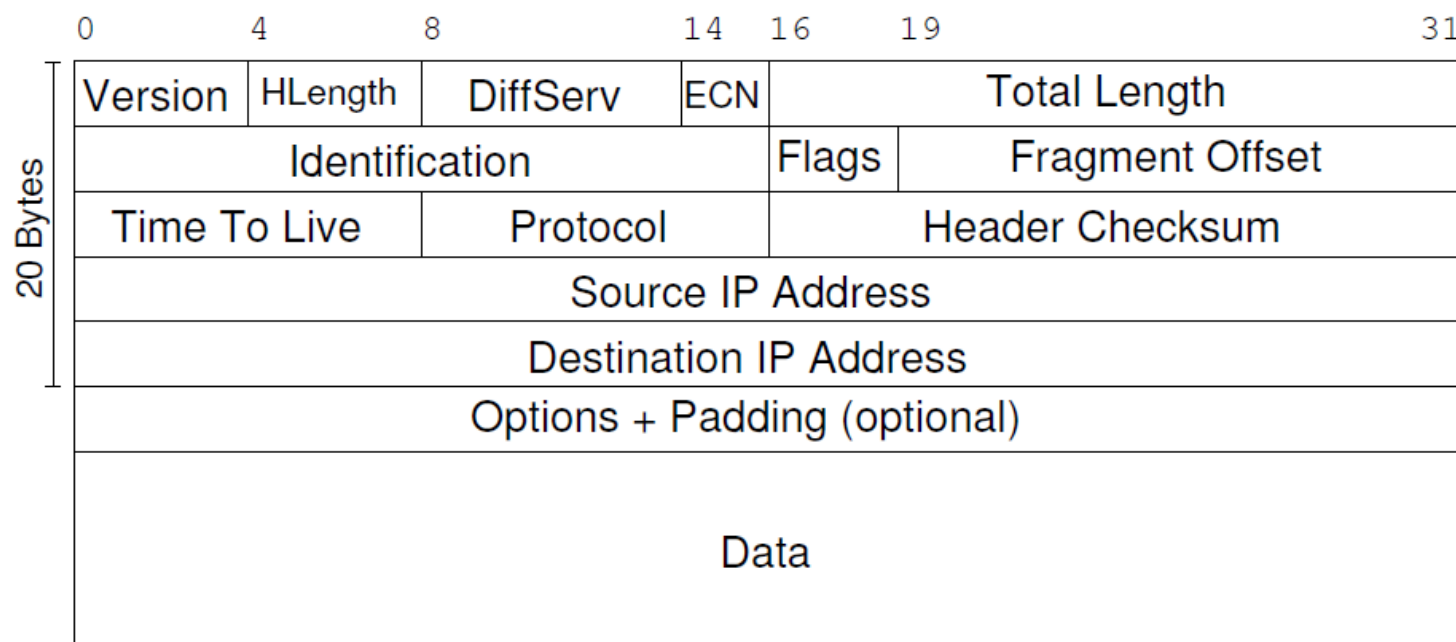 0 4 8 14 16 19 31
Version HLength DiffServ ECN Total Length
Identification Flags Fragment Offset
Time To Live Protocol Header Checksum
Source IP Address
Destination IP Address
20 Bytes
Options + Padding (optional)
Data